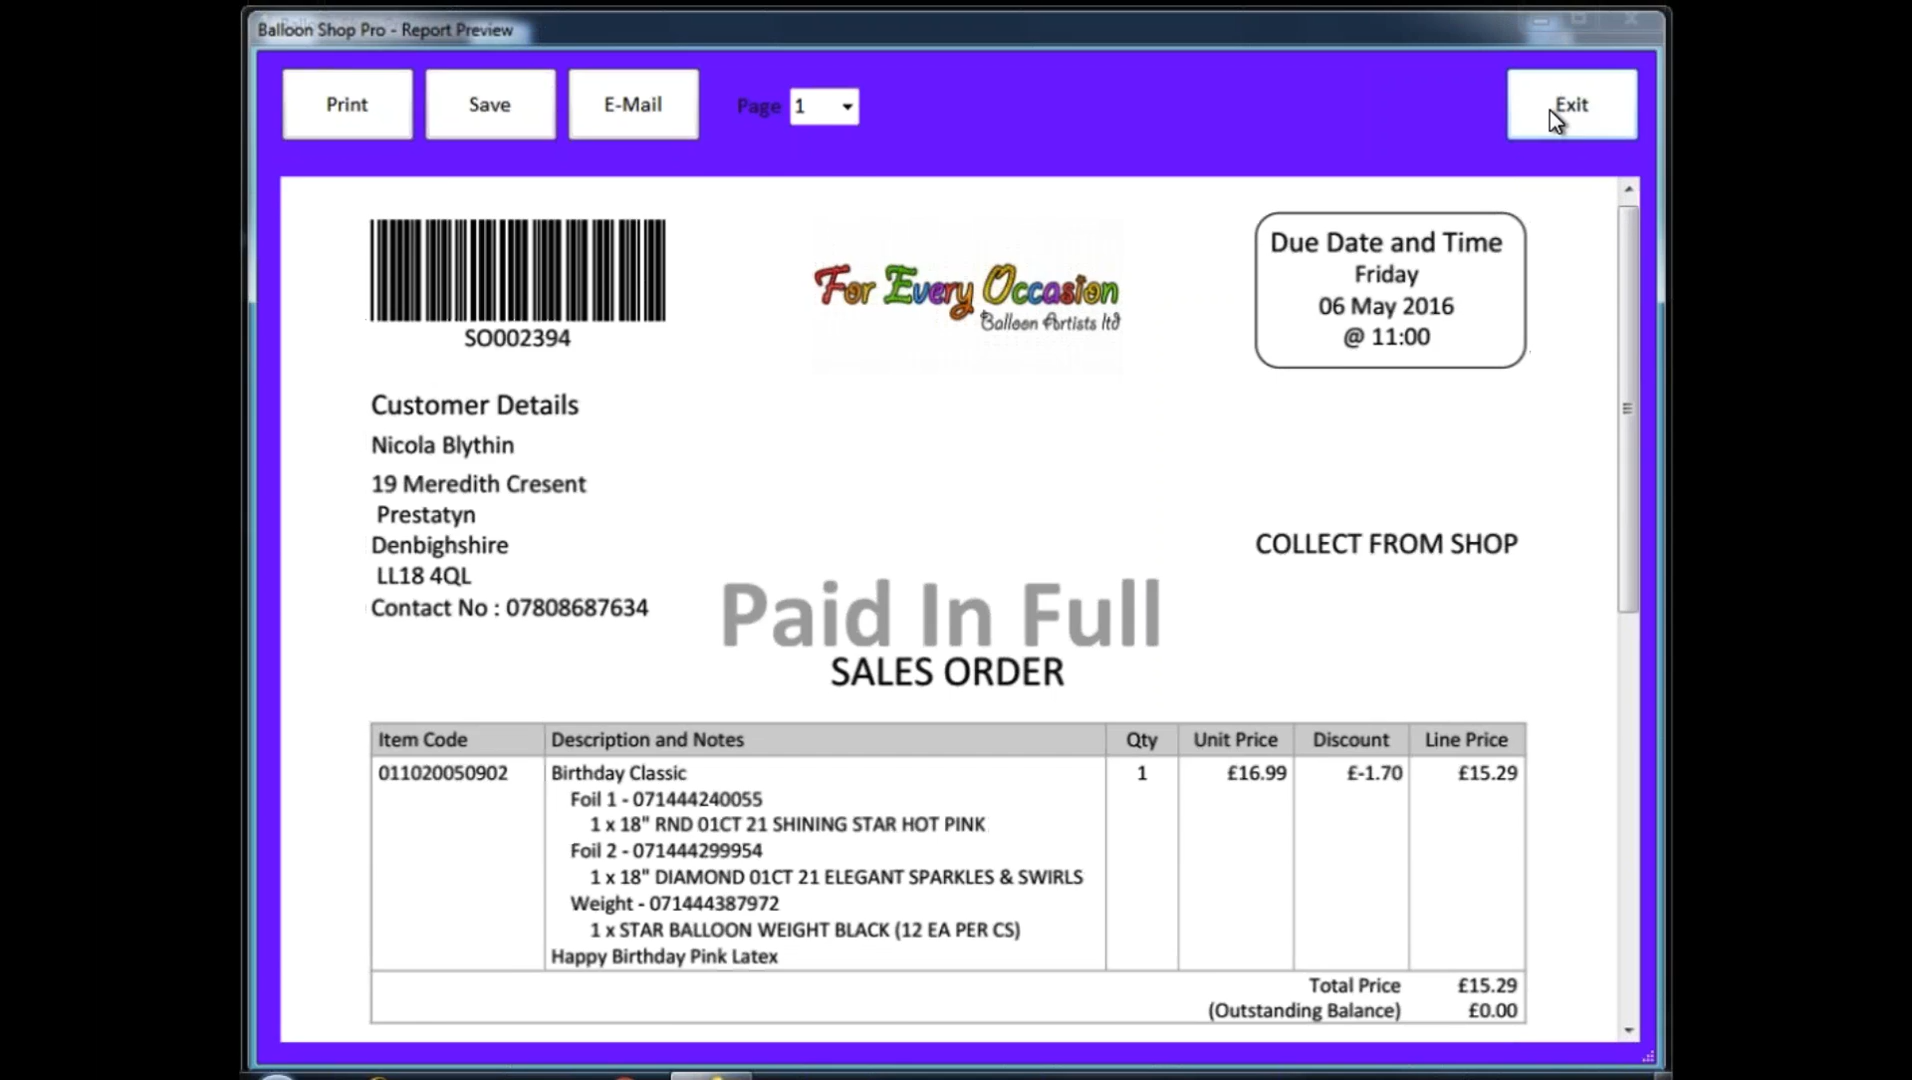 Balloon Shop Pro - Report Preview
Print
Save
E-Mail
Page 1
Exit
SO002394
For Every Occasion
Balloon Artists ltd
Due Date and Time
Friday
06 May 2016
@ 11:00
Customer Details
Nicola Blythin
19 Meredith Cresent
Prestatyn
Denbighshire
LL18 4QL
Contact No : 07808687634
COLLECT FROM SHOP
Paid In Full
SALES ORDER
Item Code Description and Notes Qty Unit Price Discount Line Price
011020050902 Birthday Classic 1 £16.99 £-1.70 £15.29
Foil 1 - 071444240055
1 x 18" RND 01CT 21 SHINING STAR HOT PINK
Foil 2 - 071444299954
1 x 18" DIAMOND 01CT 21 ELEGANT SPARKLES & SWIRLS
Weight - 071444387972
1 x STAR BALLOON WEIGHT BLACK (12 EA PER CS)
Happy Birthday Pink Latex
Total Price £15.29
(Outstanding Balance) £0.00